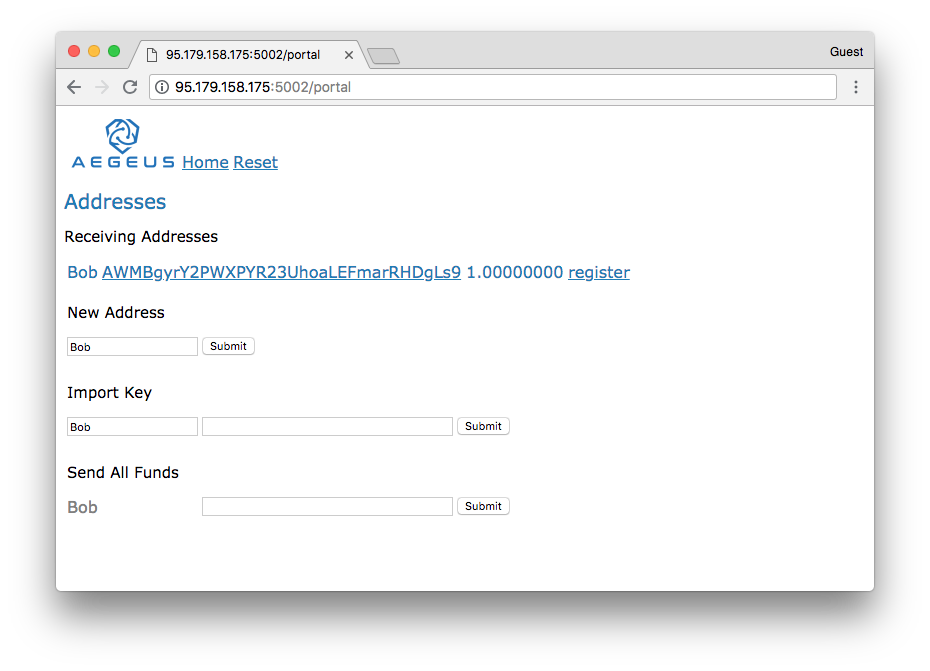 95.179.158.175:5002/portal
Guest
95.179.158.175:5002/portal
AEGEUS Home Reset
Addresses
Receiving Addresses
Bob AWMBgyrY2PWXPYR23UhoaLEFmarRHDgLs9 1.00000000 register
New Address
Bob Submit
Import Key
Bob Submit
Send All Funds
Bob Submit